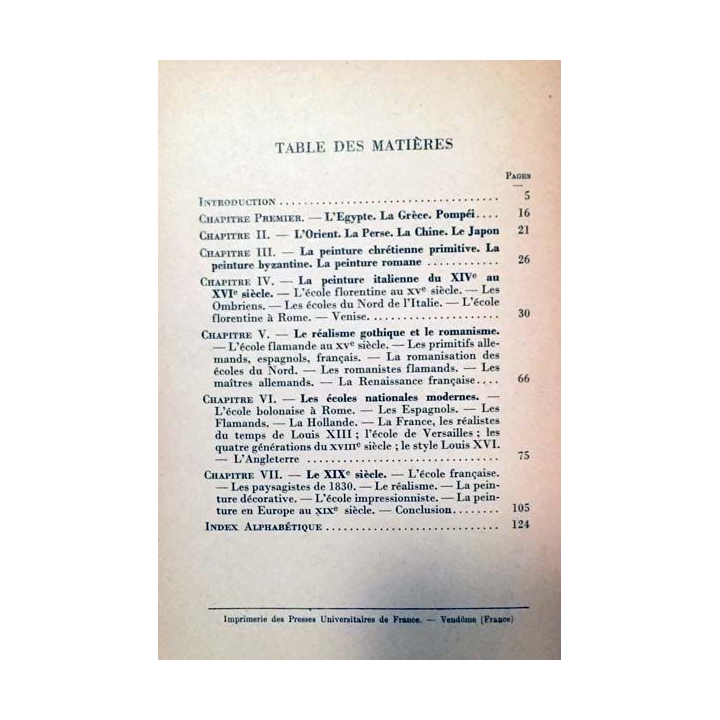 TABLE DES MATIÈRES
PAGES
INTRODUCTION ........................................ 5
CHAPITRE PREMIER. — L'Egypte. La Grèce. Pompéi.... 16
CHAPITRE II. — L'Orient. La Perse. La Chine. Le Japon 21
CHAPITRE III. — La peinture chrétienne primitive. La
peinture byzantine. La peinture romane ............ 26
CHAPITRE IV. — La peinture italienne du XIVe au
XVIe siècle. — L'école florentine au XVe siècle. — Les
Ombriens. — Les écoles du Nord de l'Italie. — L'école
florentine à Rome. — Venise....................... 30
CHAPITRE V. — Le réalisme gothique et le romanisme.
— L'école flamande au XVe siècle. — Les primitifs alle-
mands, espagnols, français. — La romanisation des
écoles du Nord. — Les romanistes flamands. — Les
maîtres allemands. — La Renaissance française.... 66
CHAPITRE VI. — Les écoles nationales modernes. —
L'école bolonaise à Rome. — Les Espagnols. — Les
Flamands. — La Hollande. — La France, les réalistes
du temps de Louis XIII ; l'école de Versailles ; les
quatre générations du XVIIIe siècle ; le style Louis XVI.
— L'Angleterre ................................... 75
CHAPITRE VII. — Le XIXe siècle. — L'école française.
— Les paysagistes de 1830. — Le réalisme. — La pein-
ture décorative. — L'école impressionniste. — La pein-
ture en Europe au XIXe siècle. — Conclusion........ 105
INDEX ALPHABÉTIQUE ............................... 124
Imprimerie des Presses Universitaires de France. — Vendôme (France)